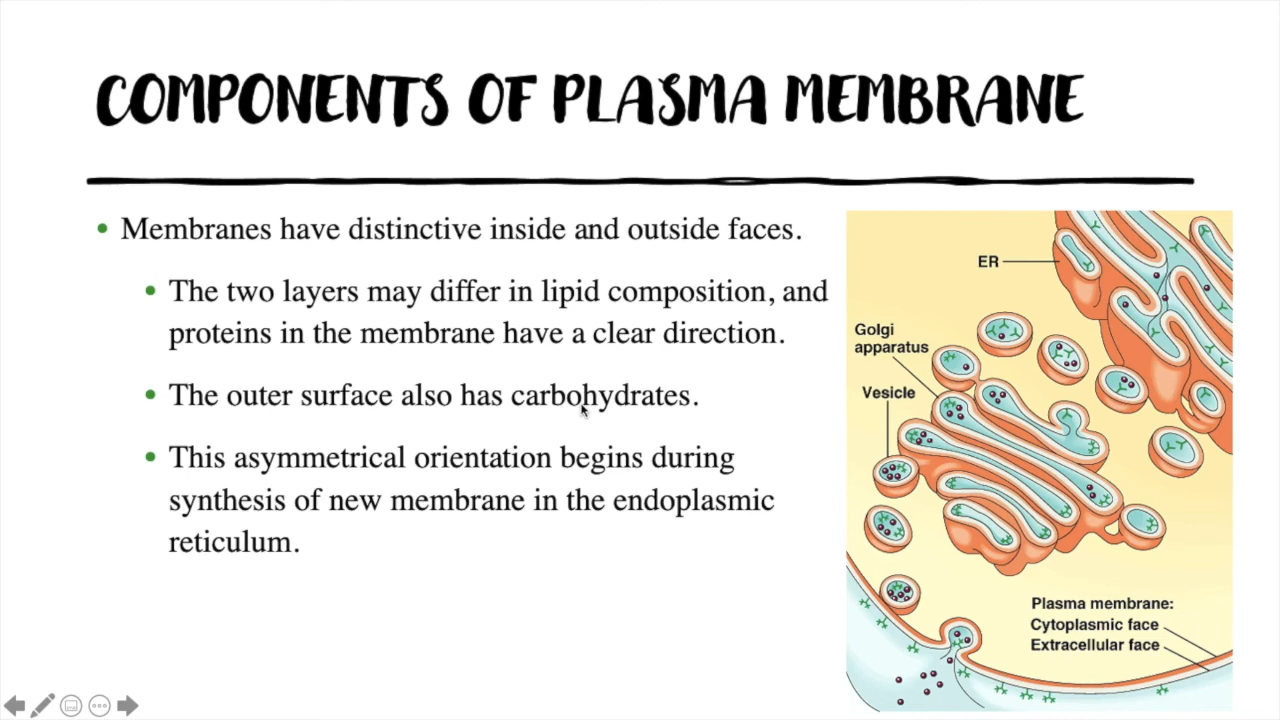 COMPONENTS OF PLASMA MEMBRANE
• Membranes have distinctive inside and outside faces.
• The two layers may differ in lipid composition, and
proteins in the membrane have a clear direction.
• The outer surface also has carbohydrates.
• This asymmetrical orientation begins during
synthesis of new membrane in the endoplasmic
reticulum.
ER
Golgi
apparatus
Vesicle
Plasma membrane:
Cytoplasmic face
Extracellular face